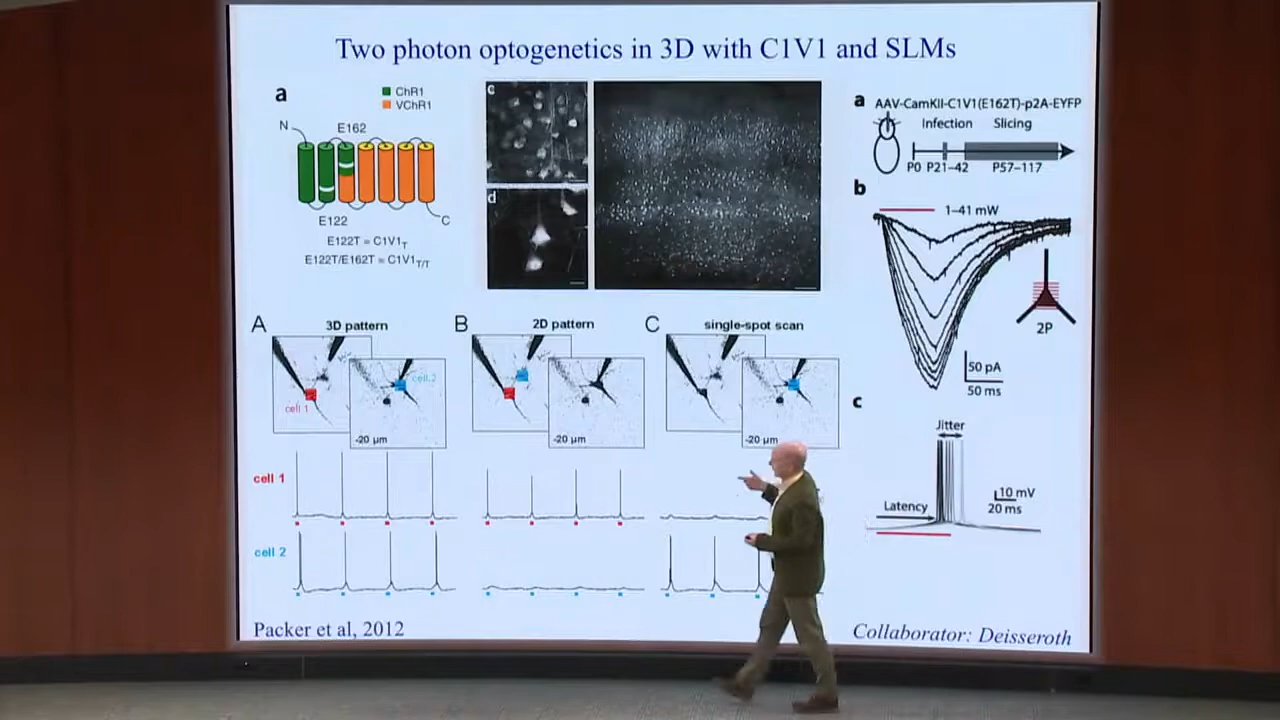 Two photon optogenetics in 3D with C1V1 and SLMs
a
ChR1
VChR1
N
E162
E122
C
E122T = C1V1T
E122T/E162T = C1V1T/T
c
d
a
AAV-CamKII-C1V1(E162T)-p2A-EYFP
Infection
Slicing
P0
P21–42
P57–117
b
1–41 mW
2P
50 pA
50 ms
c
Jitter
Latency
10 mV
20 ms
A
3D pattern
cell 1
cell 2
-20 µm
B
2D pattern
-20 µm
C
single-spot scan
-20 µm
cell 1
cell 2
Packer et al, 2012
Collaborator: Deisseroth